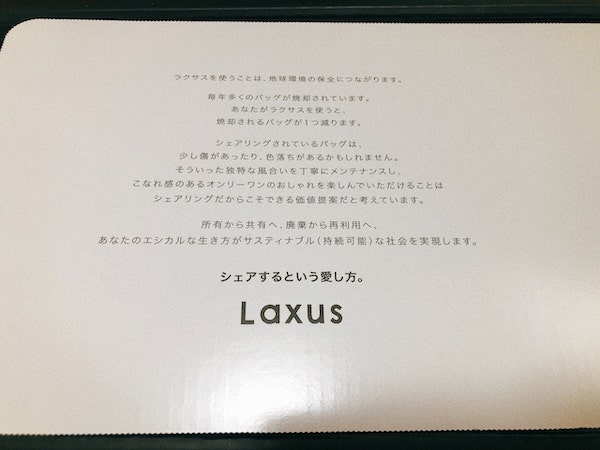 ラクサスを使うことは、地球環境の保全につながります。
毎年多くのバッグが焼却されています。
あなたがラクサスを使うと、
焼却されるバッグが1つ減ります。
シェアリングされているバッグは、
少し傷があったり、色落ちがあるかもしれません。
そういった独特な風合いを丁寧にメンテナンスし、
こなれ感のあるオンリーワンのおしゃれを楽しんでいただけることは
シェアリングだからこそできる価値提案だと考えています。
所有から共有へ、廃棄から再利用へ、
あなたのエシカルな生き方がサスティナブル(持続可能)な社会を実現します。
シェアするという愛し方。
Laxus